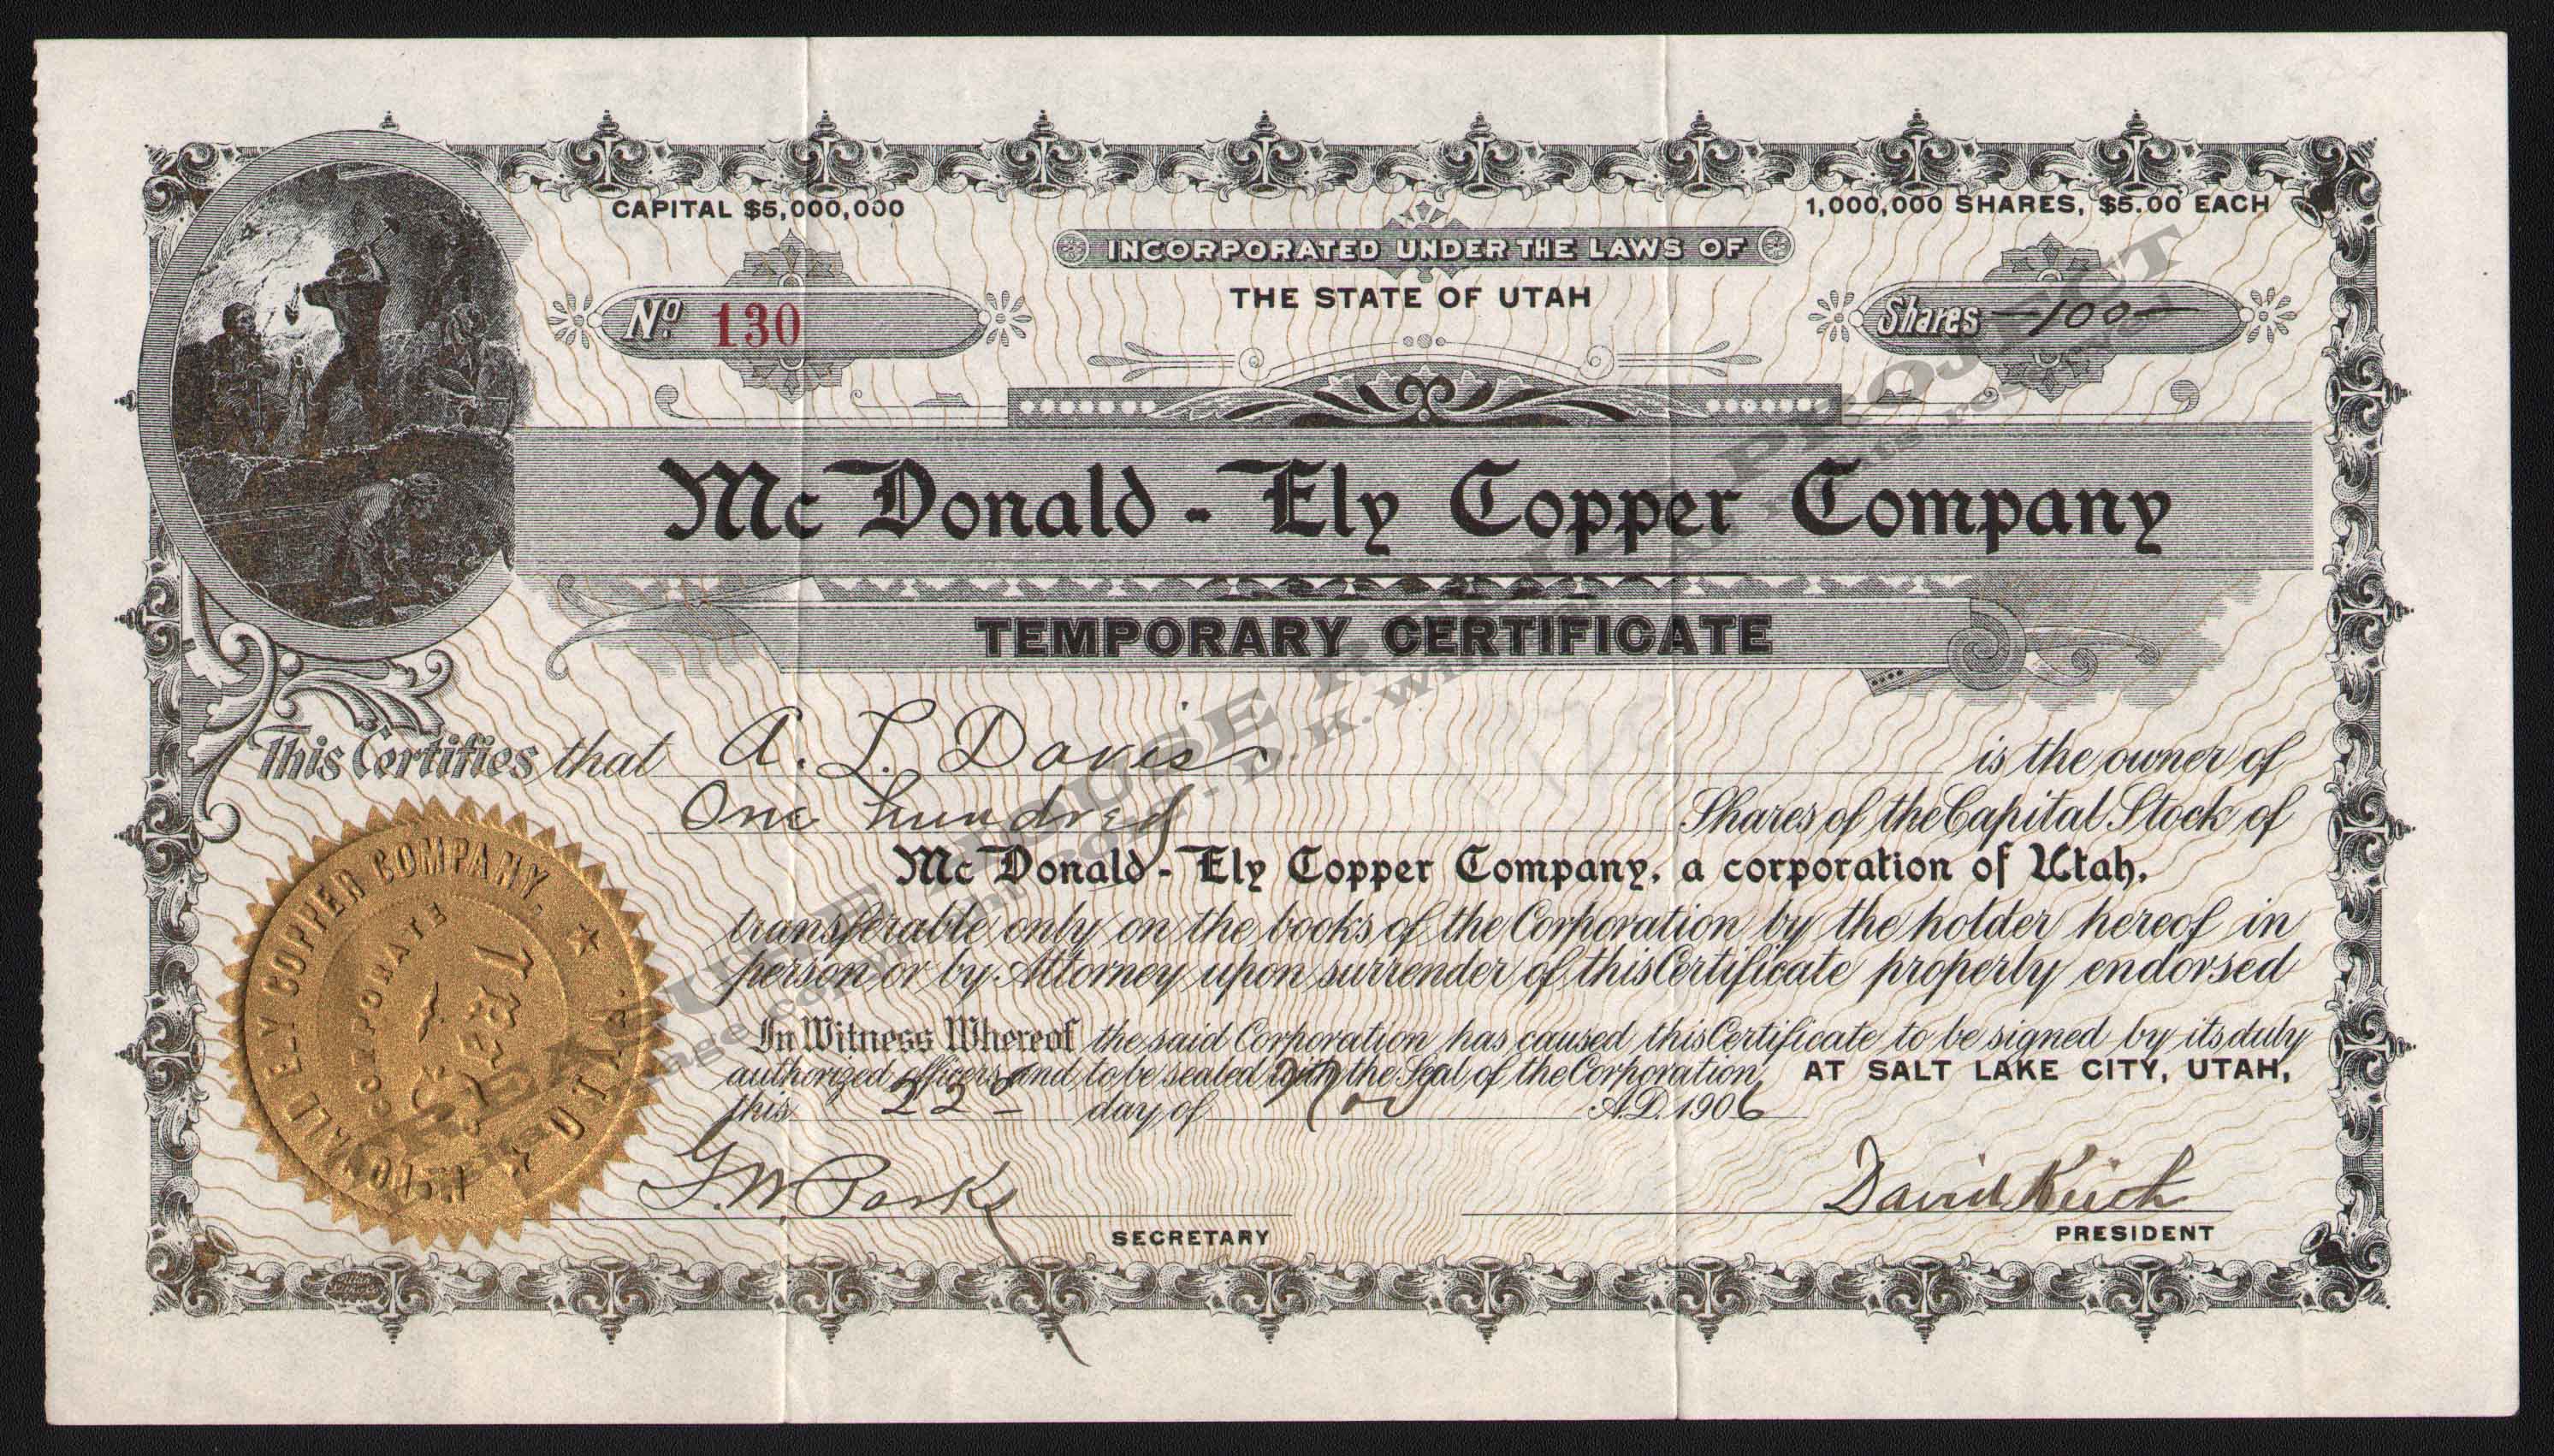 CAPITAL $5,000,000
1,000,000 SHARES, $5.00 EACH
INCORPORATED UNDER THE LAWS OF
THE STATE OF UTAH
No. 130
Shares —100—
Mc Donald - Ely Copper Company
TEMPORARY CERTIFICATE
This Certifies that A. L. Davis is the owner of
One hundred Shares of the Capital Stock of
Mc Donald - Ely Copper Company, a corporation of Utah,
transferable only on the books of the Corporation by the holder hereof in
person or by Attorney upon surrender of this Certificate properly endorsed
In Witness Whereof the said Corporation has caused this Certificate to be signed by its duly
authorized officers and to be sealed with the Seal of the Corporation, AT SALT LAKE CITY, UTAH,
this 22d day of Nov A.D. 1906
David Keith
SECRETARY
PRESIDENT
ALD ELY COPPER COMPANY.
CORPORATE
UTAH